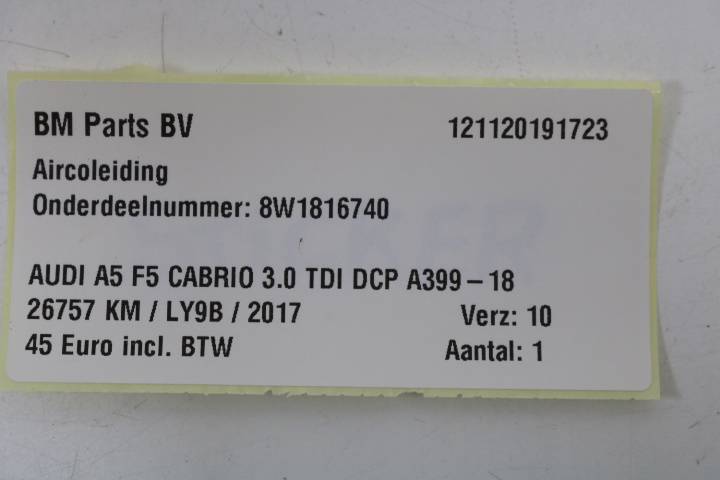 BM Parts BV 121120191723
Aircoleiding
Onderdeelnummer: 8W1816740
AUDI A5 F5 CABRIO 3.0 TDI DCP A399-18
26757 KM / LY9B / 2017 Verz: 10
45 Euro incl. BTW Aantal: 1